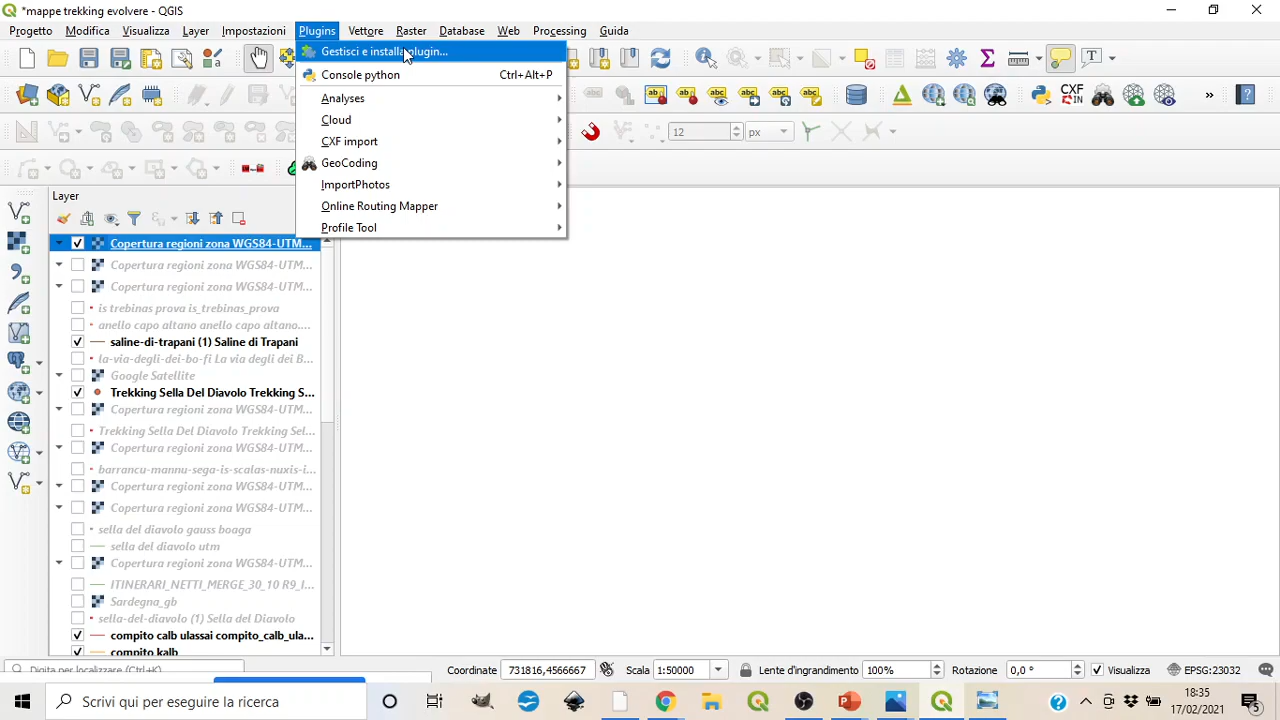 *mappe trekking evolvere - QGIS
Progetto Modifica Visualizza Layer Impostazioni Plugins Vettore Raster Database Web Processing Guida
Gestisci e installa plugin...
Console python Ctrl+Alt+P
Analyses
Cloud
CXF import
GeoCoding
ImportPhotos
Online Routing Mapper
Profile Tool
CXF
IN
»
12 px
Layer
Copertura regioni zona WGS84-UTM...
Copertura regioni zona WGS84-UTM...
Copertura regioni zona WGS84-UTM...
is trebinas prova is_trebinas_prova
anello capo altano anello capo altano....
saline-di-trapani (1) Saline di Trapani
la-via-degli-dei-bo-fi La via degli dei B...
Google Satellite
Trekking Sella Del Diavolo Trekking S...
Copertura regioni zona WGS84-UTM...
Trekking Sella Del Diavolo Trekking Sel...
Copertura regioni zona WGS84-UTM...
barrancu-mannu-sega-is-scalas-nuxis-i...
Copertura regioni zona WGS84-UTM...
Copertura regioni zona WGS84-UTM...
sella del diavolo gauss boaga
sella del diavolo utm
Copertura regioni zona WGS84-UTM...
ITINERARI_NETTI_MERGE_30_10 R9_I...
Sardegna_gb
sella-del-diavolo (1) Sella del Diavolo
compito calb ulassai compito_calb_ula...
compito kalb
Digita per localizzare (Ctrl+K)
Coordinate 731816,4566667 Scala 1:50000 Lente d'ingrandimento 100% Rotazione 0,0 ° Visualizza EPSG:23032
Scrivi qui per eseguire la ricerca
18:35
17/02/2021
5